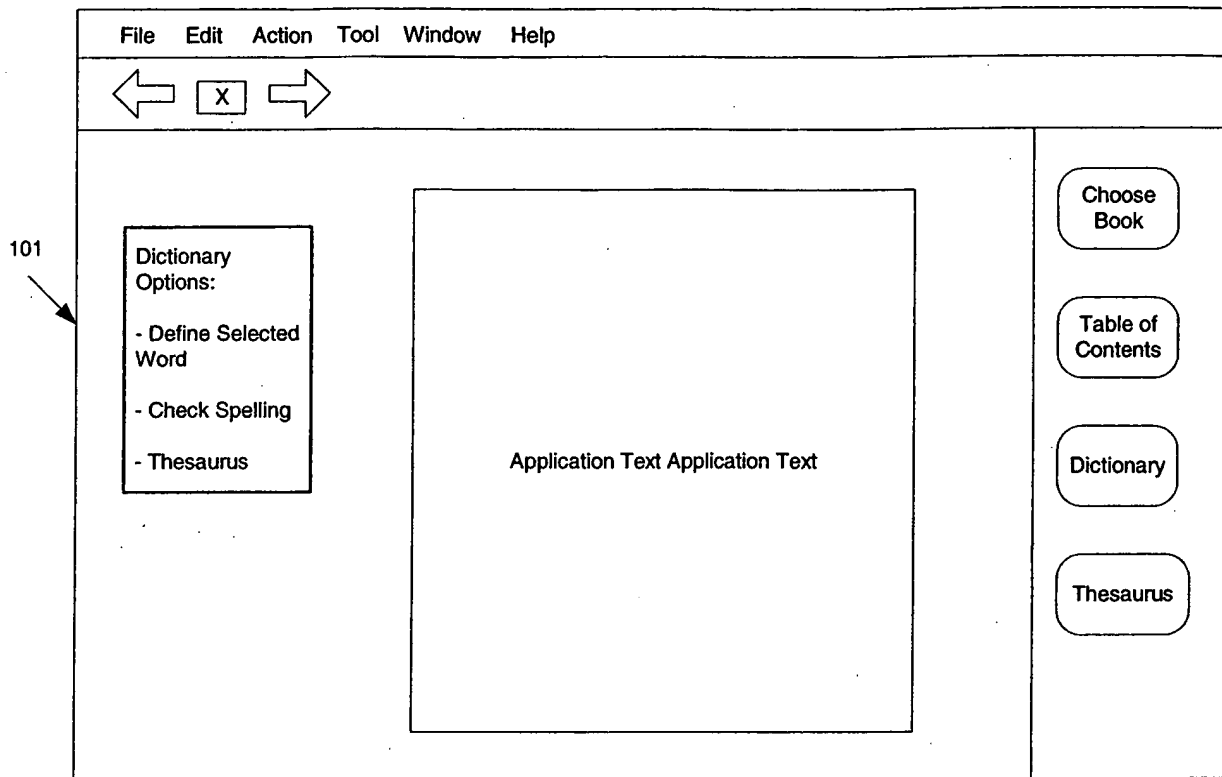 File Edit Action Tool Window Help
X
101
Dictionary
Options:
- Define Selected
Word
- Check Spelling
- Thesaurus
Application Text Application Text
Choose
Book
Table of
Contents
Dictionary
Thesaurus